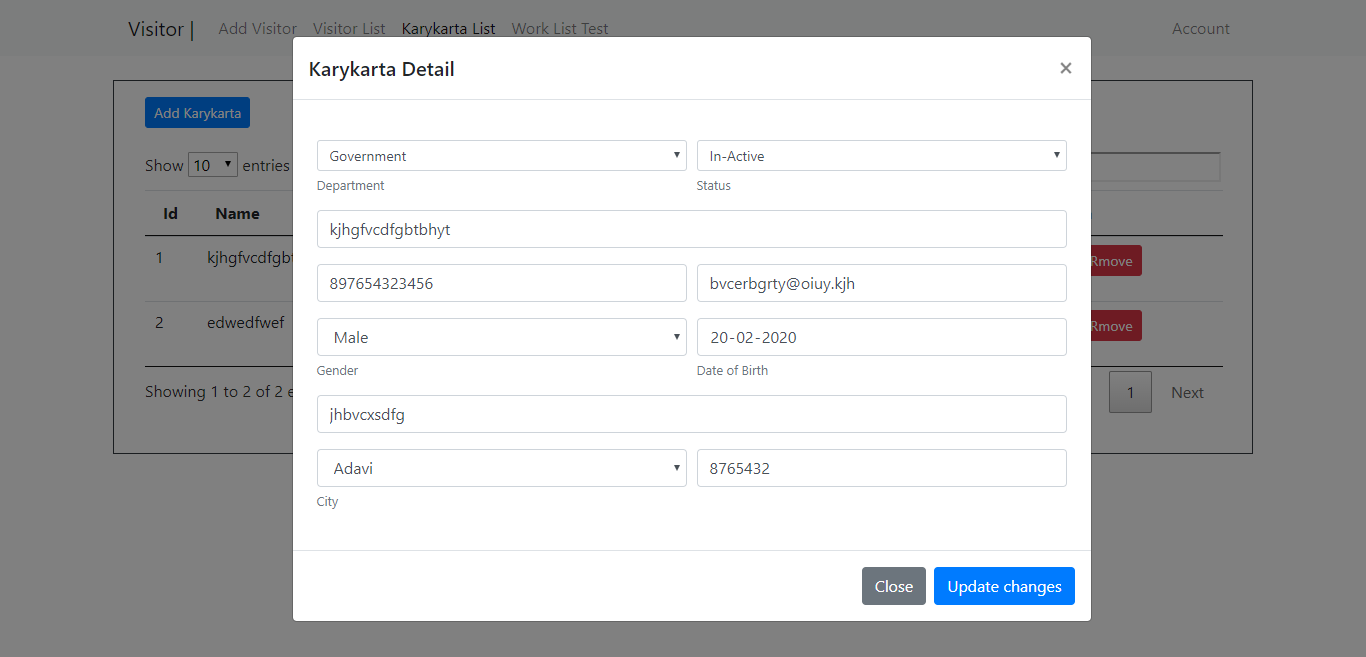 Visitor | Add Visitor Visitor List Karykarta List Work List Test Account
Karykarta Detail ×
Add Karykarta
Government In-Active
Show 10 entries
Department Status
Id Name
kjhgfvcdfgbtbhyt
1 kjhgfvcdfgbt Rmove
897654323456 bvcerbgrty@oiuy.kjh
2 edwedfwef Rmove
Male 20-02-2020
Gender Date of Birth
Showing 1 to 2 of 2 e 1 Next
jhbvcxsdfg
Adavi 8765432
City
Close Update changes